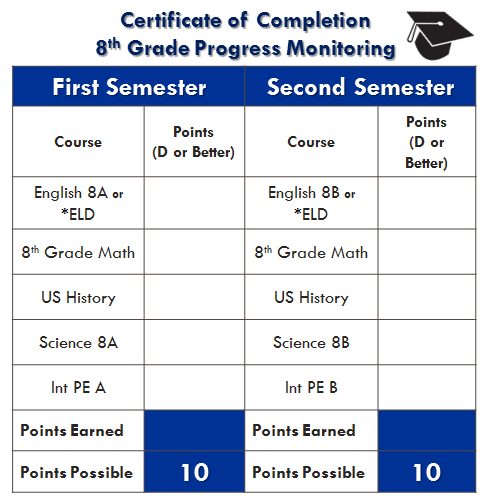 Certificate of Completion
8th Grade Progress Monitoring
First Semester
Second Semester
Course
Points
(D or Better)
Course
Points
(D or
Better)
English 8A or
*ELD
English 8B or
*ELD
8th Grade Math
8th Grade Math
US History
US History
Science 8A
Science 8B
Int PE A
Int PE B
Points Earned
Points Earned
Points Possible
10
Points Possible
10